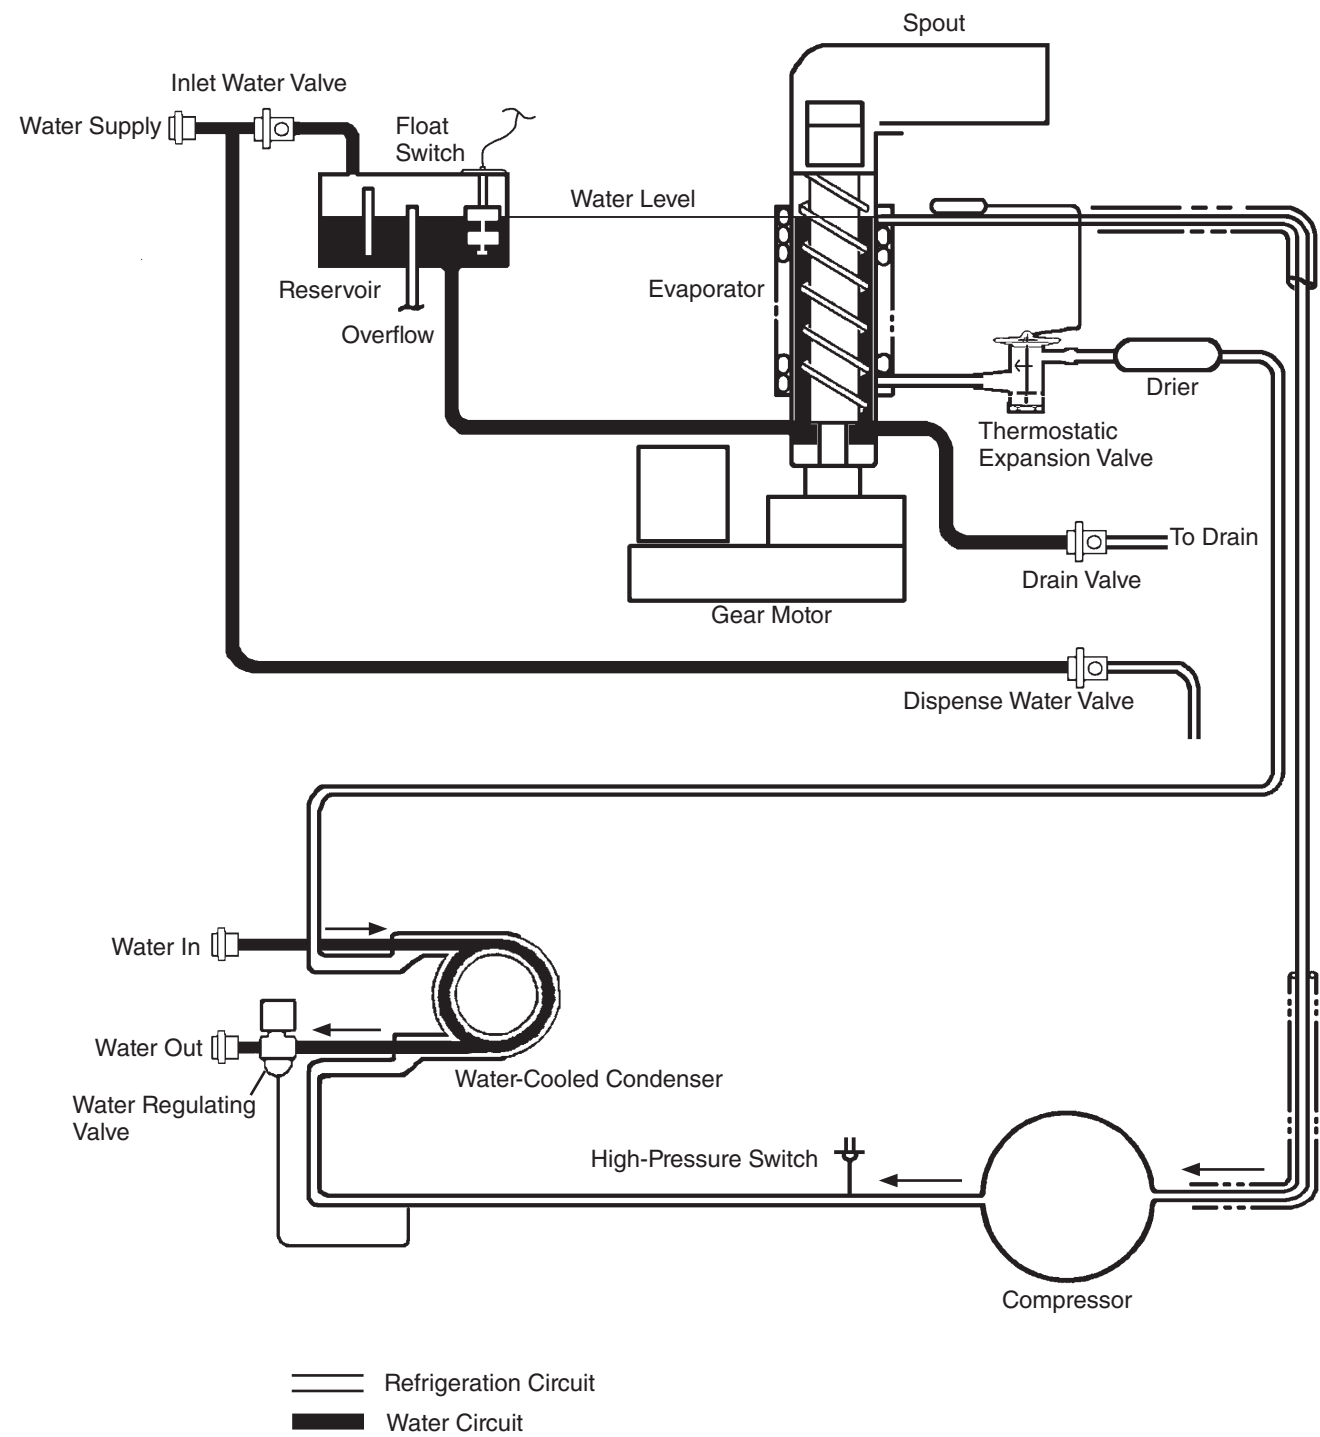 Spout
Inlet Water Valve
Water Supply
Float
Switch
Water Level
Reservoir
Evaporator
Overflow
Drier
Thermostatic
Expansion Valve
To Drain
Drain Valve
Gear Motor
Dispense Water Valve
Water In
Water Out
Water-Cooled Condenser
Water Regulating
Valve
High-Pressure Switch
Compressor
Refrigeration Circuit
Water Circuit